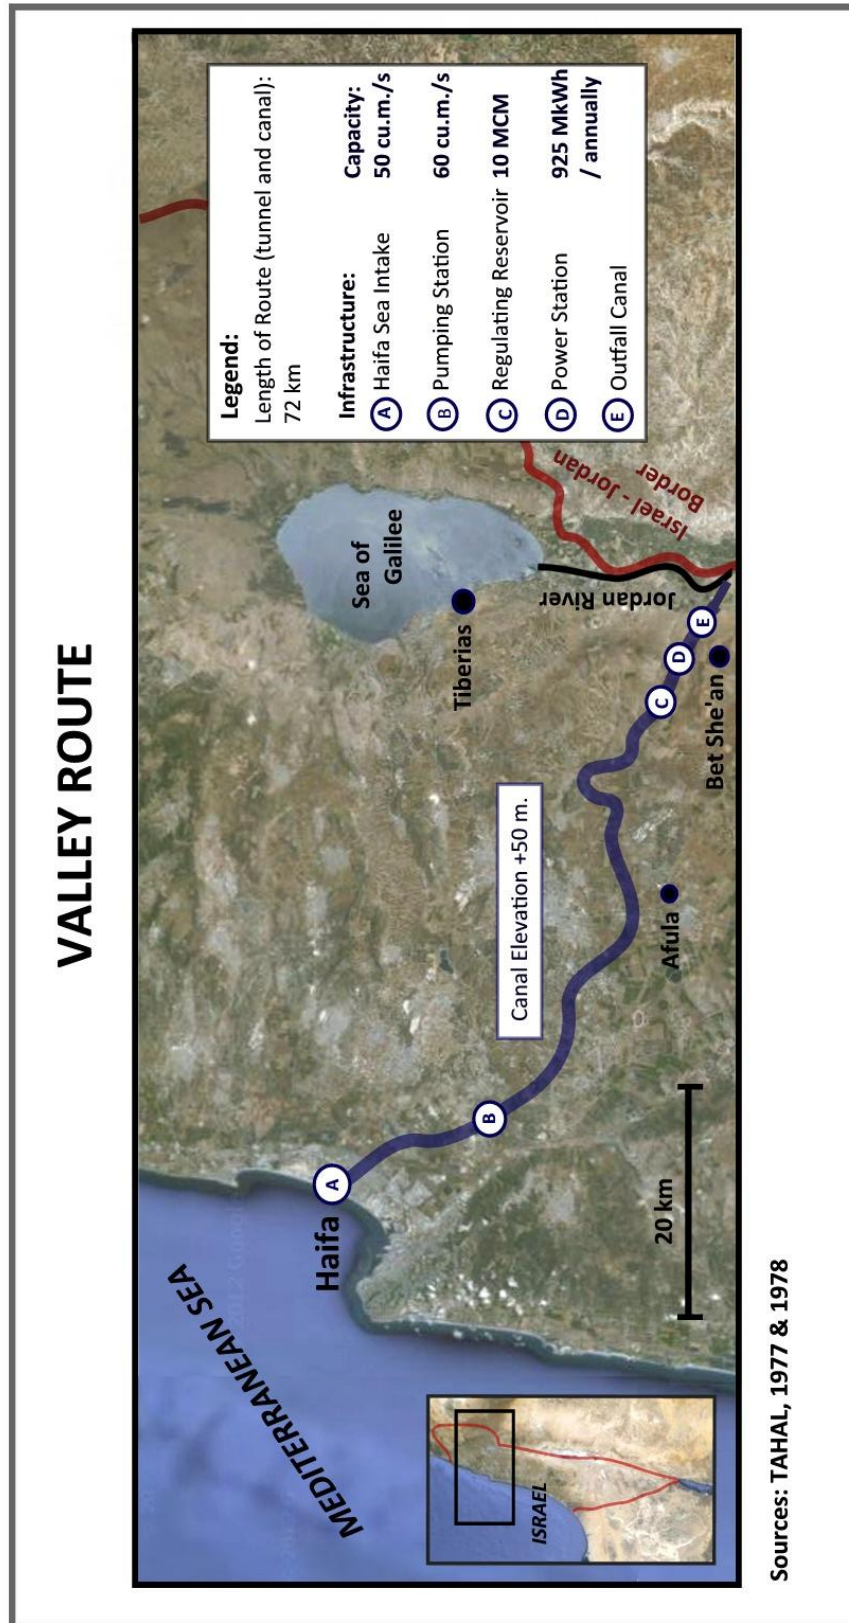 VALLEY ROUTE
Legend:
Length of Route (tunnel and canal):
72 km
Infrastructure:
Capacity:
A Haifa Sea Intake 50 cu.m./s
B Pumping Station 60 cu.m./s
C Regulating Reservoir 10 MCM
D Power Station 925 MkWh
/ annually
E Outfall Canal
MEDITERRANEAN SEA
Haifa
A
B
Canal Elevation +50 m.
Sea of
Galilee
Tiberias
Jordan River
Israel - Jordan
Border
C
D
E
Afula
Bet She'an
20 km
ISRAEL
Sources: TAHAL, 1977 & 1978